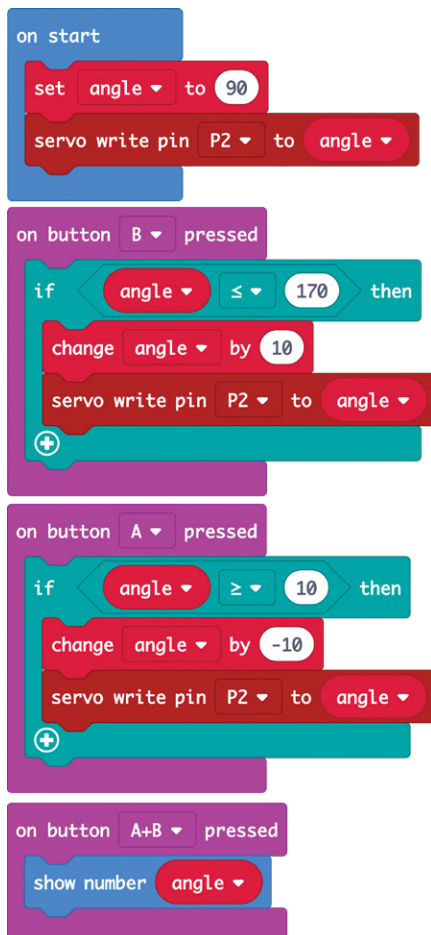 on start
set angle to 90
servo write pin P2 to angle
on button B pressed
if angle ≤ 170 then
change angle by 10
servo write pin P2 to angle
on button A pressed
if angle ≥ 10 then
change angle by -10
servo write pin P2 to angle
on button A+B pressed
show number angle